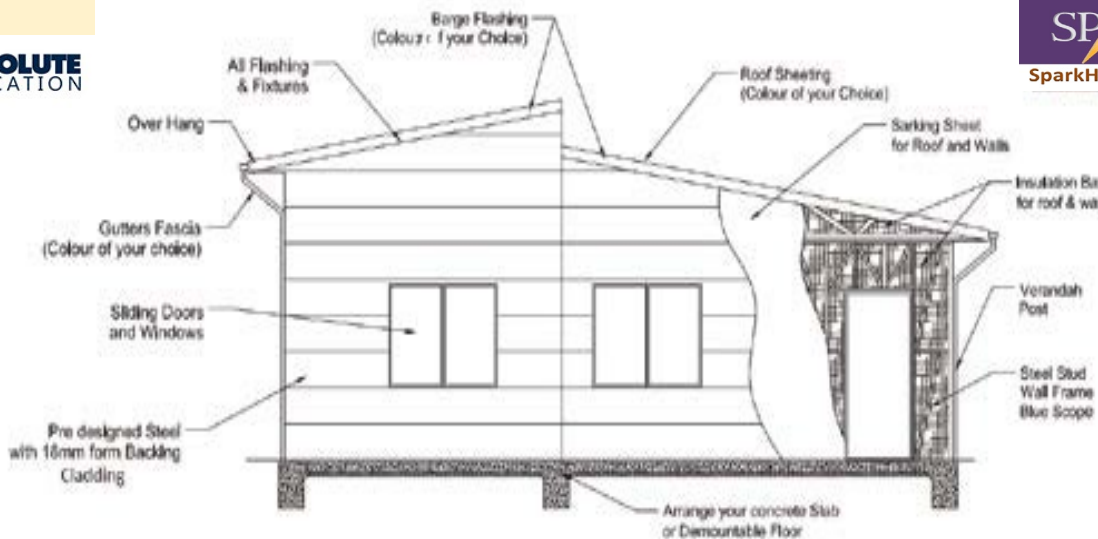 OLUTE
CATION
SP
SparkH
Barge Flashing
(Colour of your Choice)
All Flashing
& Fixtures
Over Hang
Gutters Fascia
(Colour of your choice)
Sliding Doors
and Windows
Pre designed Steel
with 16mm form Backing
Cladding
Roof Sheeting
(Colour of your Choice)
Sarking Sheet
for Roof and Walls
Insulation Ba
for roof & wa
Verandah
Post
Steel Stud
Wall Frame
Blue Scope
Arrange your concrete Slab
or Demountable Floor